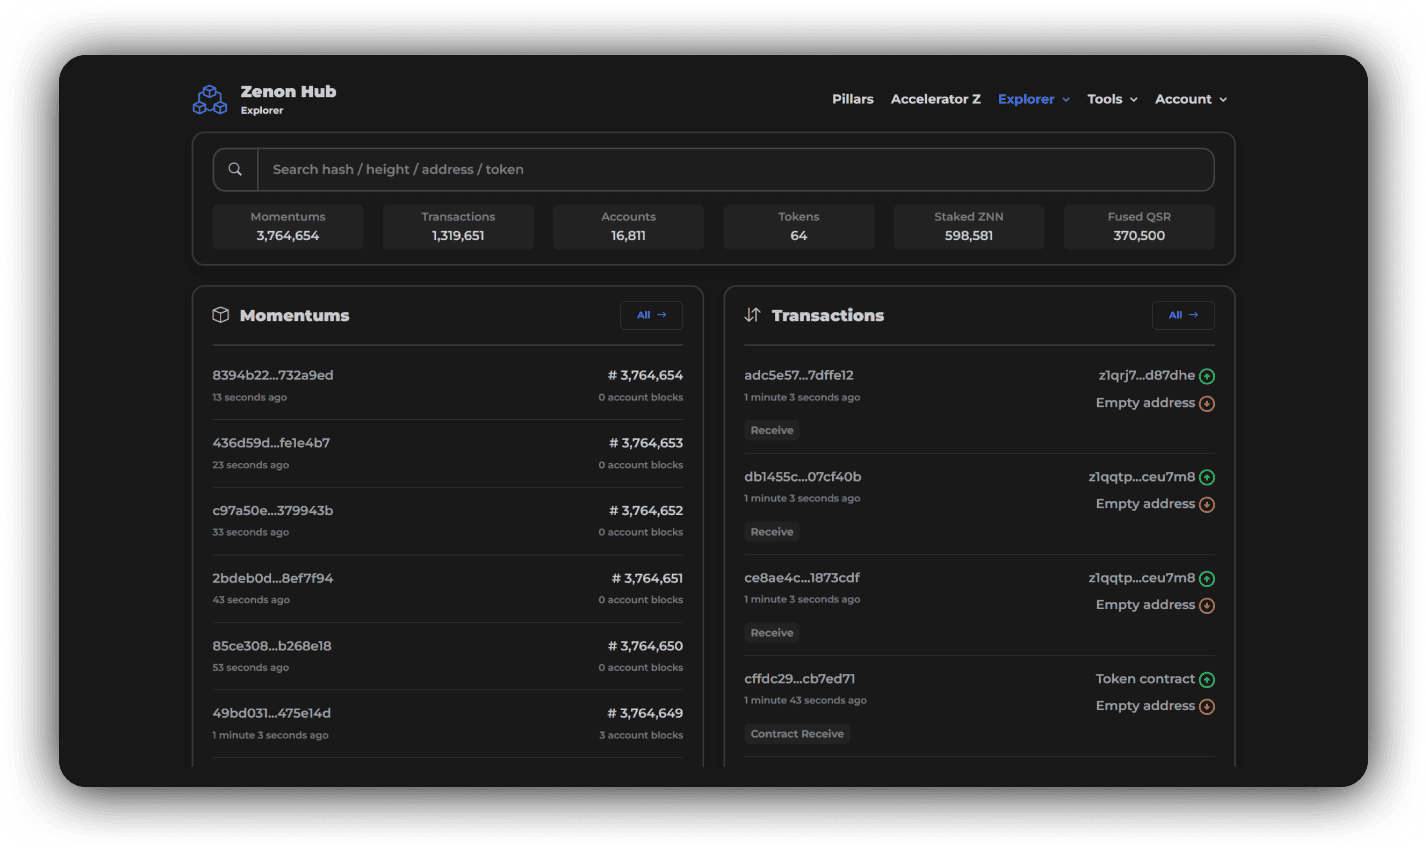 Zenon Hub
Explorer
Pillars
Accelerator Z
Explorer
Tools
Account
Search hash / height / address / token
Momentums
3,764,654
Transactions
1,319,651
Accounts
16,811
Tokens
64
Staked ZNN
598,581
Fused QSR
370,500
Momentums
All →
8394b22...732a9ed
# 3,764,654
13 seconds ago
0 account blocks
436d59d...fe1e4b7
# 3,764,653
23 seconds ago
0 account blocks
c97a50e...379943b
# 3,764,652
33 seconds ago
0 account blocks
2bdeb0d...8ef7f94
# 3,764,651
43 seconds ago
0 account blocks
85ce308...b268e18
# 3,764,650
53 seconds ago
0 account blocks
49bd031...475e14d
# 3,764,649
1 minute 3 seconds ago
3 account blocks
Transactions
All →
adc5e57...7dffe12
z1qrj7...d87dhe
1 minute 3 seconds ago
Empty address
Receive
db1455c...07cf40b
z1qqtp...ceu7m8
1 minute 3 seconds ago
Empty address
Receive
ce8ae4c...1873cdf
z1qqtp...ceu7m8
1 minute 3 seconds ago
Empty address
Receive
cffdc29...cb7ed71
Token contract
1 minute 43 seconds ago
Empty address
Contract Receive